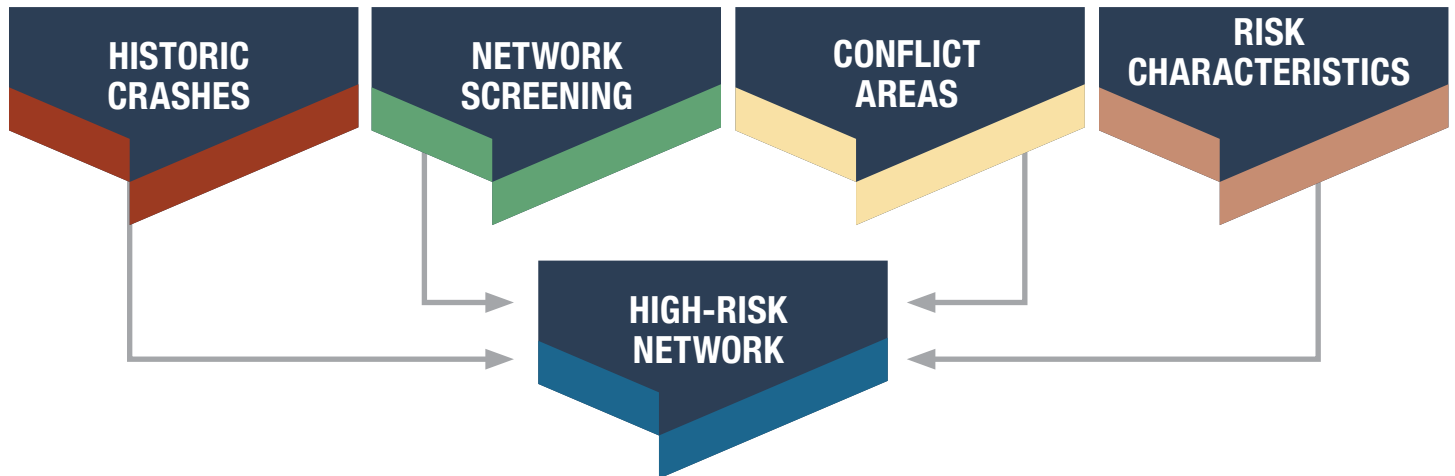 HISTORIC
CRASHES
NETWORK
SCREENING
CONFLICT
AREAS
RISK
CHARACTERISTICS
HIGH-RISK
NETWORK